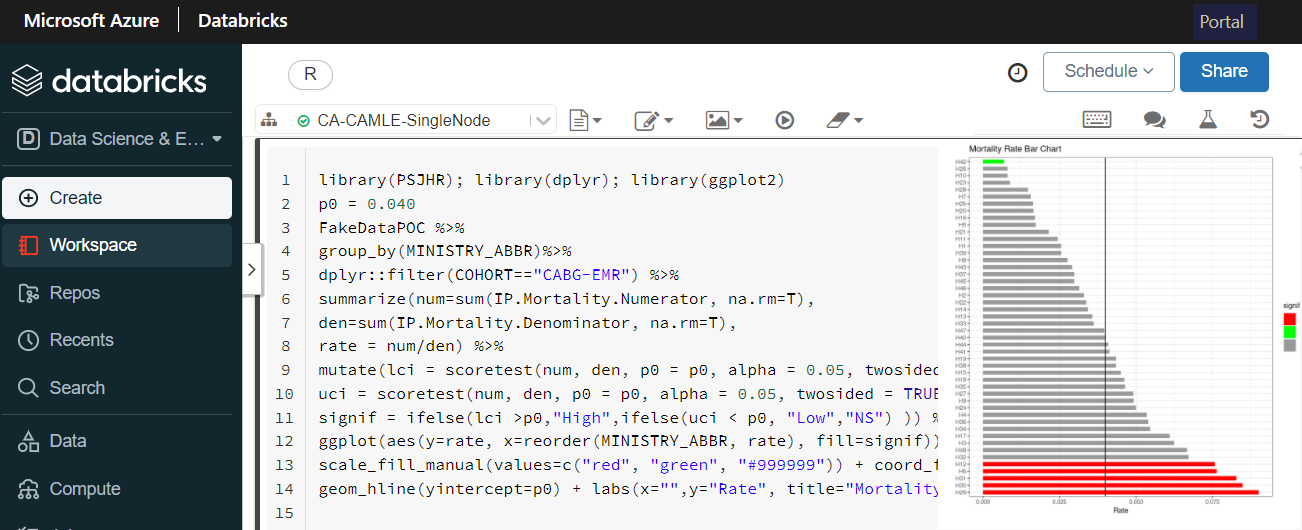 Microsoft Azure Databricks Portal
databricks
Data Science & E...
Create
Workspace
Repos
Recents
Search
Data
Compute
R
Schedule
Share
CA-CAMLE-SingleNode
1 library(PSJHR); library(dplyr); library(ggplot2)
2 p0 = 0.040
3 FakeDataPOC %>%
4 group_by(MINISTRY_ABBR)%>%
5 dplyr::filter(COHORT=="CABG-EMR") %>%
6 summarize(num=sum(IP.Mortality.Numerator, na.rm=T),
7 den=sum(IP.Mortality.Denominator, na.rm=T),
8 rate = num/den) %>%
9 mutate(lci = scoretest(num, den, p0 = p0, alpha = 0.05, twosided
10 uci = scoretest(num, den, p0 = p0, alpha = 0.05, twosided = TRUE
11 signif = ifelse(lci >p0,"High",ifelse(uci < p0, "Low","NS") )) %
12 ggplot(aes(y=rate, x=reorder(MINISTRY_ABBR, rate), fill=signif))
13 scale_fill_manual(values=c("red", "green", "#999999")) + coord_f
14 geom_hline(yintercept=p0) + labs(x="",y="Rate", title="Mortality
15
Mortality Rate Bar Chart
H42
H26
H10
H23
H28
H7
H25
H20
H16
H5
H21
H11
H1
H39
H8
H43
H37
H45
H46
H2
H22
H14
H13
H33
H47
H40
H44
H41
H19
H38
H15
H18
H35
H27
H9
H24
H4
H36
H34
H17
H3
H48
H32
H12
H6
H31
H30
H29
0.000 0.025 0.050 0.075
Rate
signif